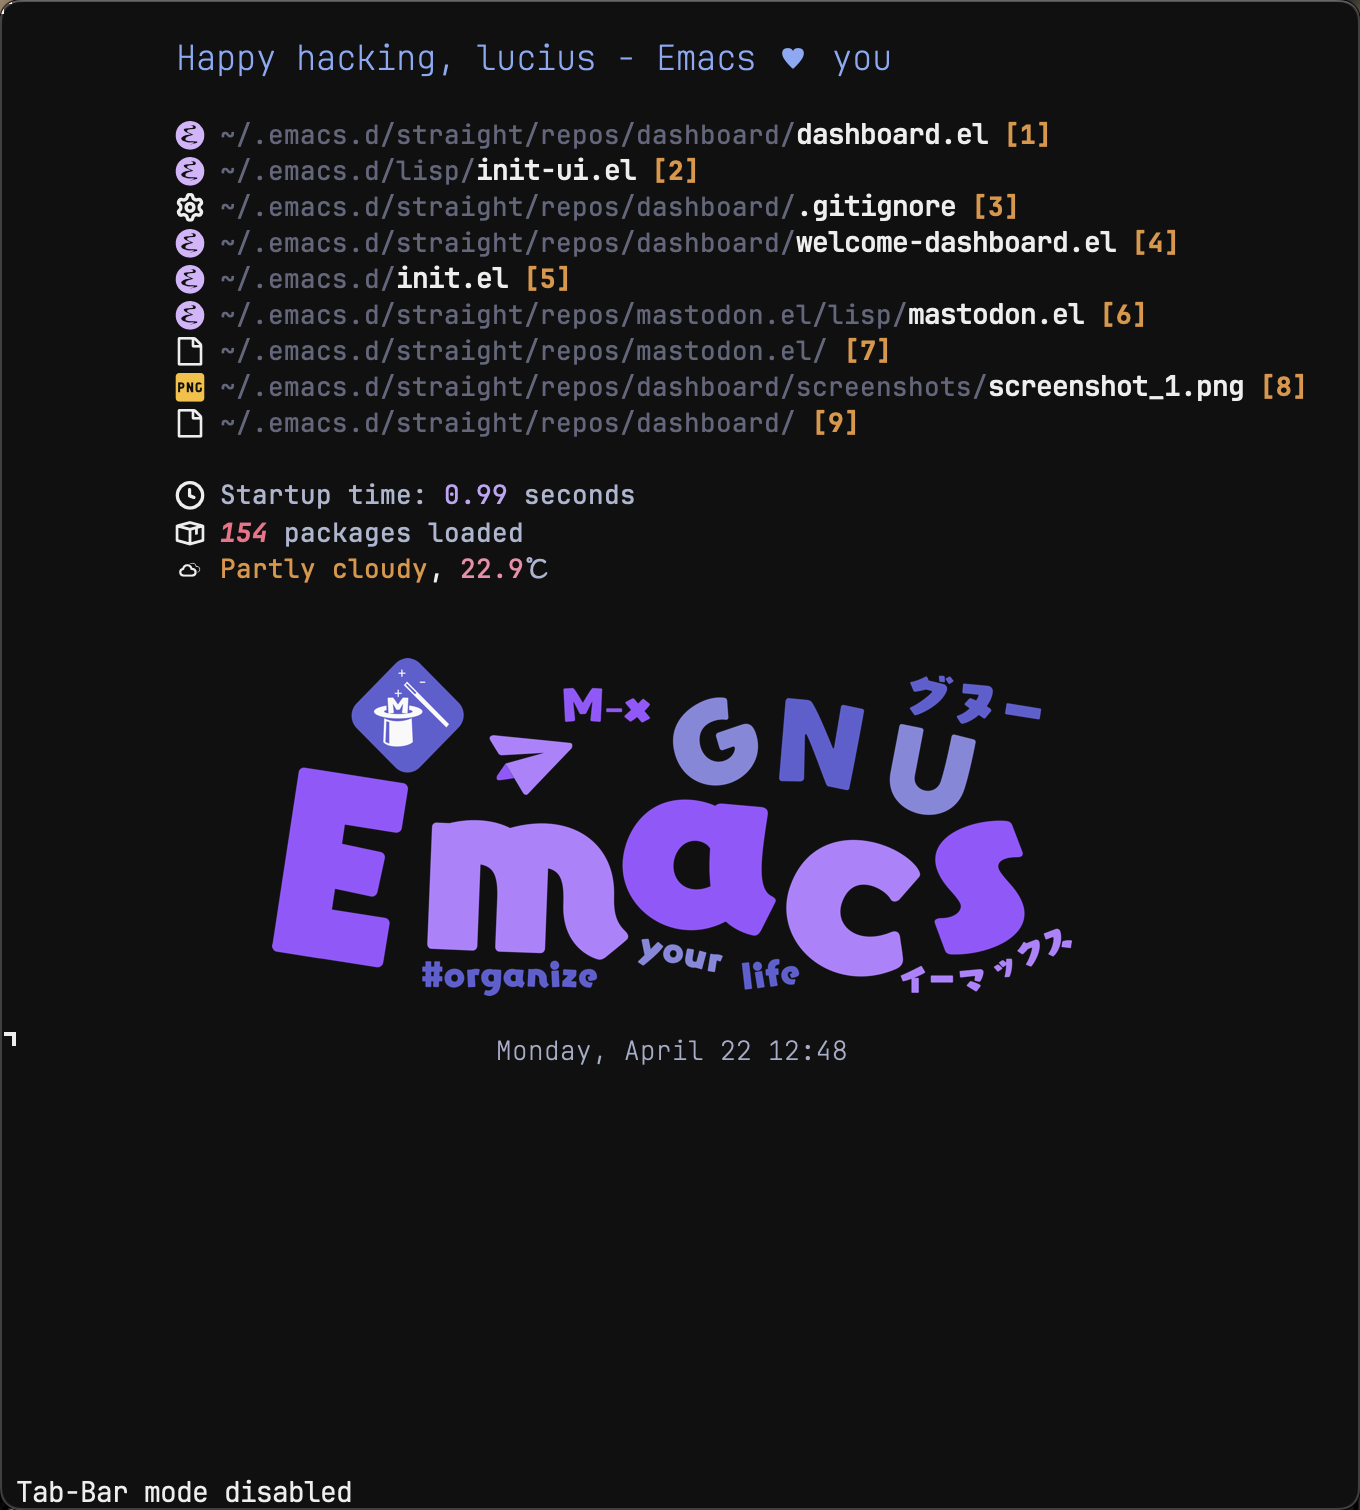 Happy hacking, lucius - Emacs ♥ you
~/.emacs.d/straight/repos/dashboard/dashboard.el [1]
~/.emacs.d/lisp/init-ui.el [2]
~/.emacs.d/straight/repos/dashboard/.gitignore [3]
~/.emacs.d/straight/repos/dashboard/welcome-dashboard.el [4]
~/.emacs.d/init.el [5]
~/.emacs.d/straight/repos/mastodon.el/lisp/mastodon.el [6]
~/.emacs.d/straight/repos/mastodon.el/ [7]
PNG ~/.emacs.d/straight/repos/dashboard/screenshots/screenshot_1.png [8]
~/.emacs.d/straight/repos/dashboard/ [9]
Startup time: 0.99 seconds
154 packages loaded
Partly cloudy, 22.9℃
M
M-x
GNU
グヌー
Emacs
#organize your life
イーマックス
Monday, April 22 12:48
Tab-Bar mode disabled